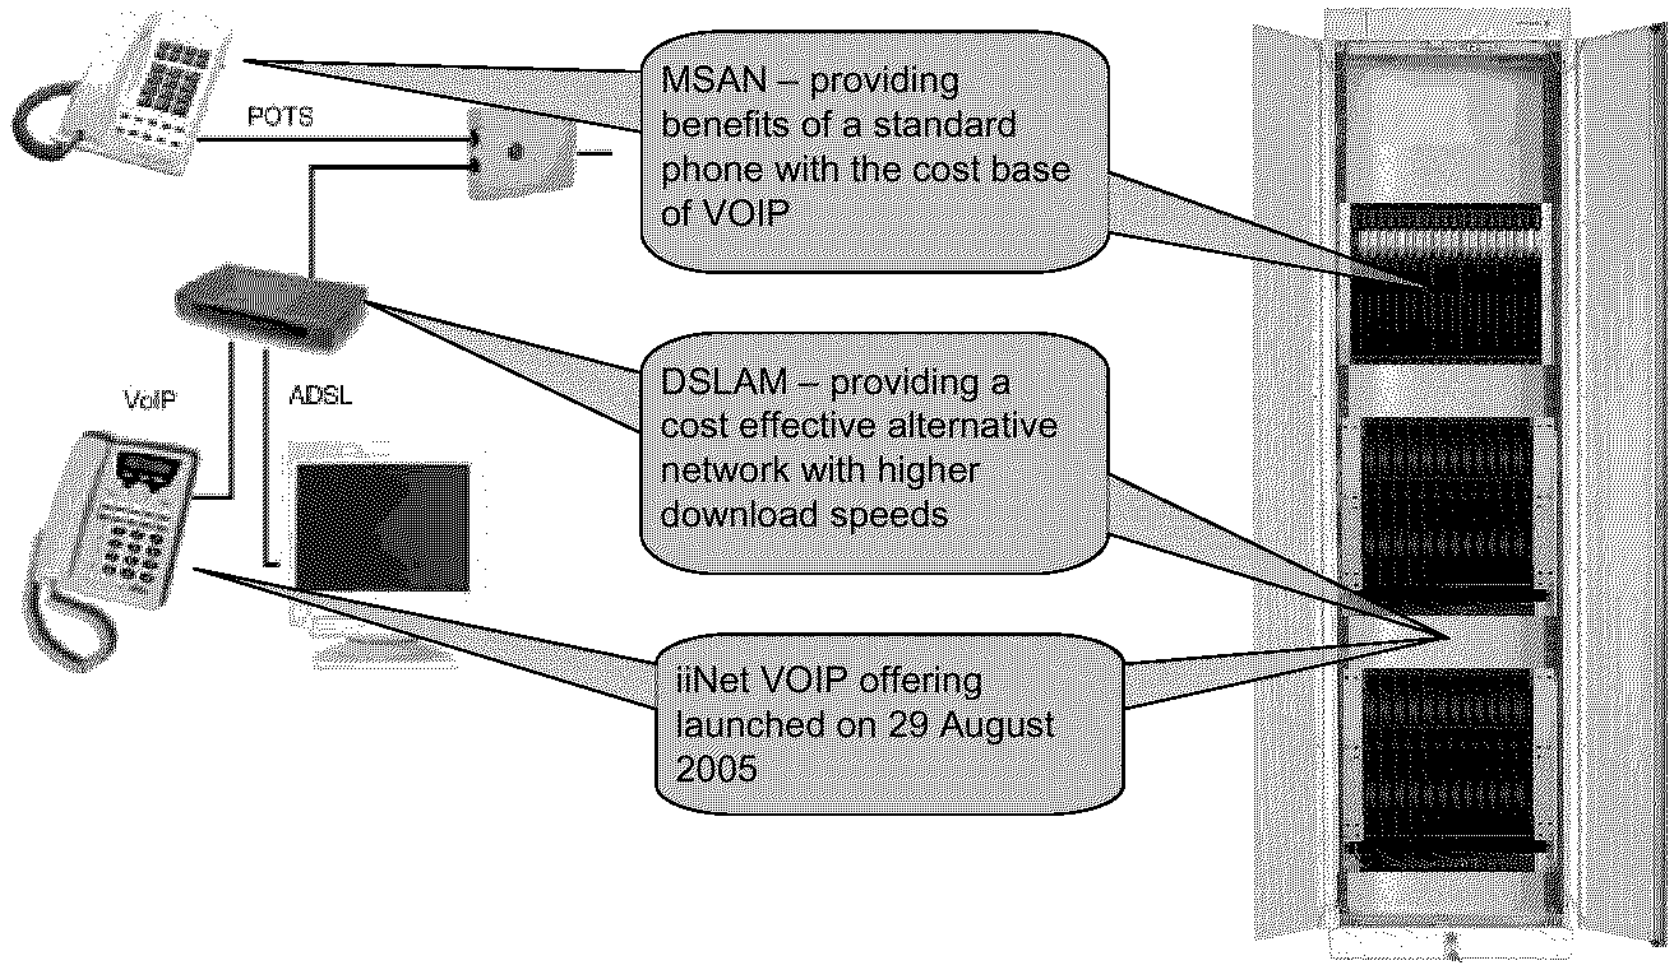 POTS
MSAN – providing
benefits of a standard
phone with the cost base
of VOIP
DSLAM – providing a
cost effective alternative
network with higher
download speeds
VoIP
ADSL
iiNet VOIP offering
launched on 29 August
2005